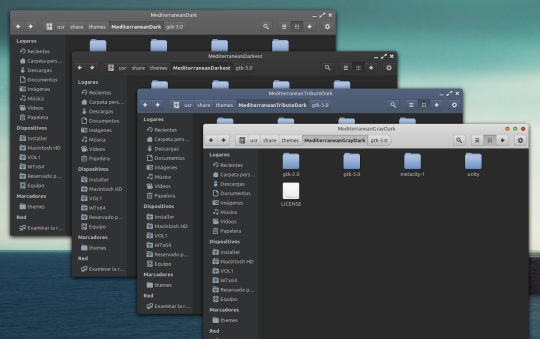 MediterraneanDark
usr share themes MediterraneanDark gtk-3.0
Lugares
Recientes
Carpeta pers...
Descargas
Documentos
Imágenes
Música
Vídeos
Papelera
Dispositivos
Installer
Macintosh HD
VOL1
W7x64
Reservado p...
Equipo
Marcadores
themes
Red
Examinar la r...
MediterraneanDarkest
usr share themes MediterraneanDarkest gtk-3.0
Lugares
Recientes
Carpeta pers...
Descargas
Documentos
Imágenes
Música
Vídeos
Papelera
Dispositivos
Installer
Macintosh HD
VOL1
W7x64
Reservado p...
Equipo
Marcadores
themes
Red
Examinar la r...
MediterraneanTributeDark
usr share themes MediterraneanTributeDark gtk-3.0
Lugares
Recientes
Carpeta pers...
Descargas
Documentos
Imágenes
Música
Vídeos
Papelera
Dispositivos
Installer
Macintosh HD
VOL1
W7x64
Reservado p...
Equipo
Marcadores
themes
Red
Examinar la r...
MediterraneanGrayDark
usr share themes MediterraneanGrayDark gtk-3.0
Lugares
Recientes
Carpeta pers...
Descargas
Documentos
Imágenes
Música
Vídeos
Papelera
Dispositivos
Installer
Macintosh HD
VOL1
W7x64
Reservado p...
Equipo
Marcadores
themes
gtk-2.0 gtk-3.0 metacity-1 unity
LICENSE